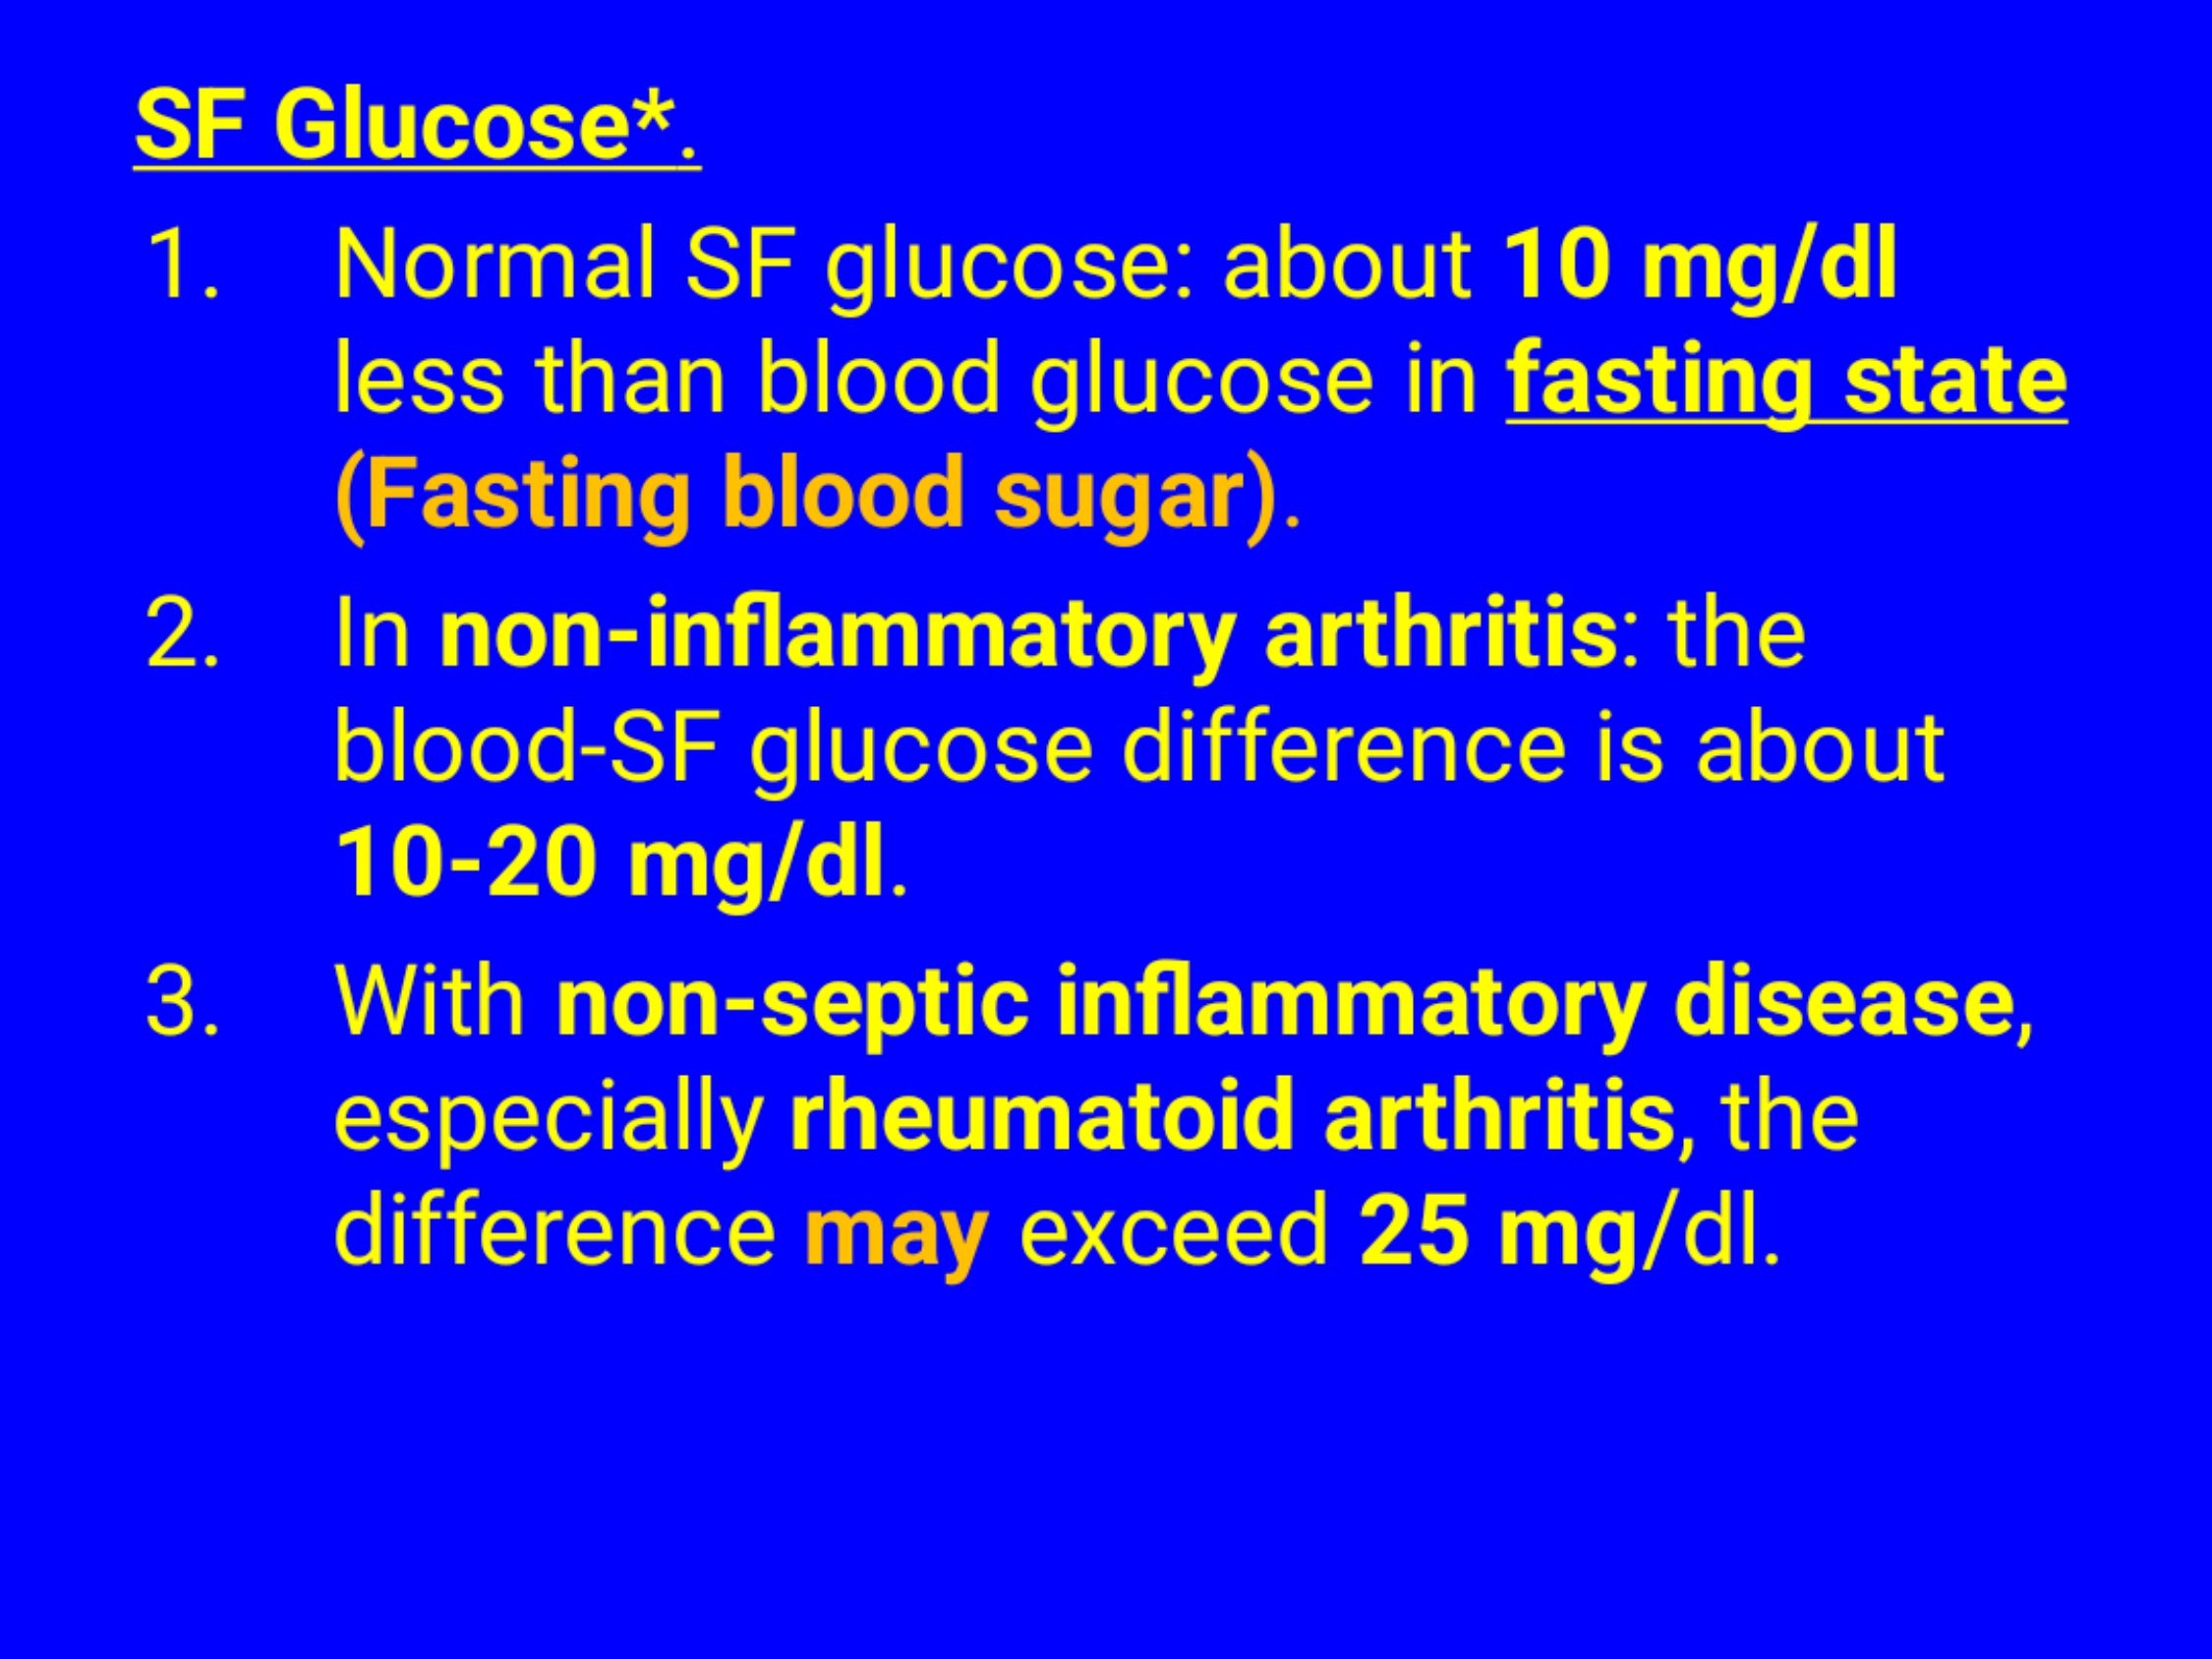 SF Glucose*.
1. Normal SF glucose: about 10 mg/dl
less than blood glucose in fasting state
(Fasting blood sugar).
2. In non-inflammatory arthritis: the
blood-SF glucose difference is about
10-20 mg/dl.
3. With non-septic inflammatory disease,
especially rheumatoid arthritis, the
difference may exceed 25 mg/dl.